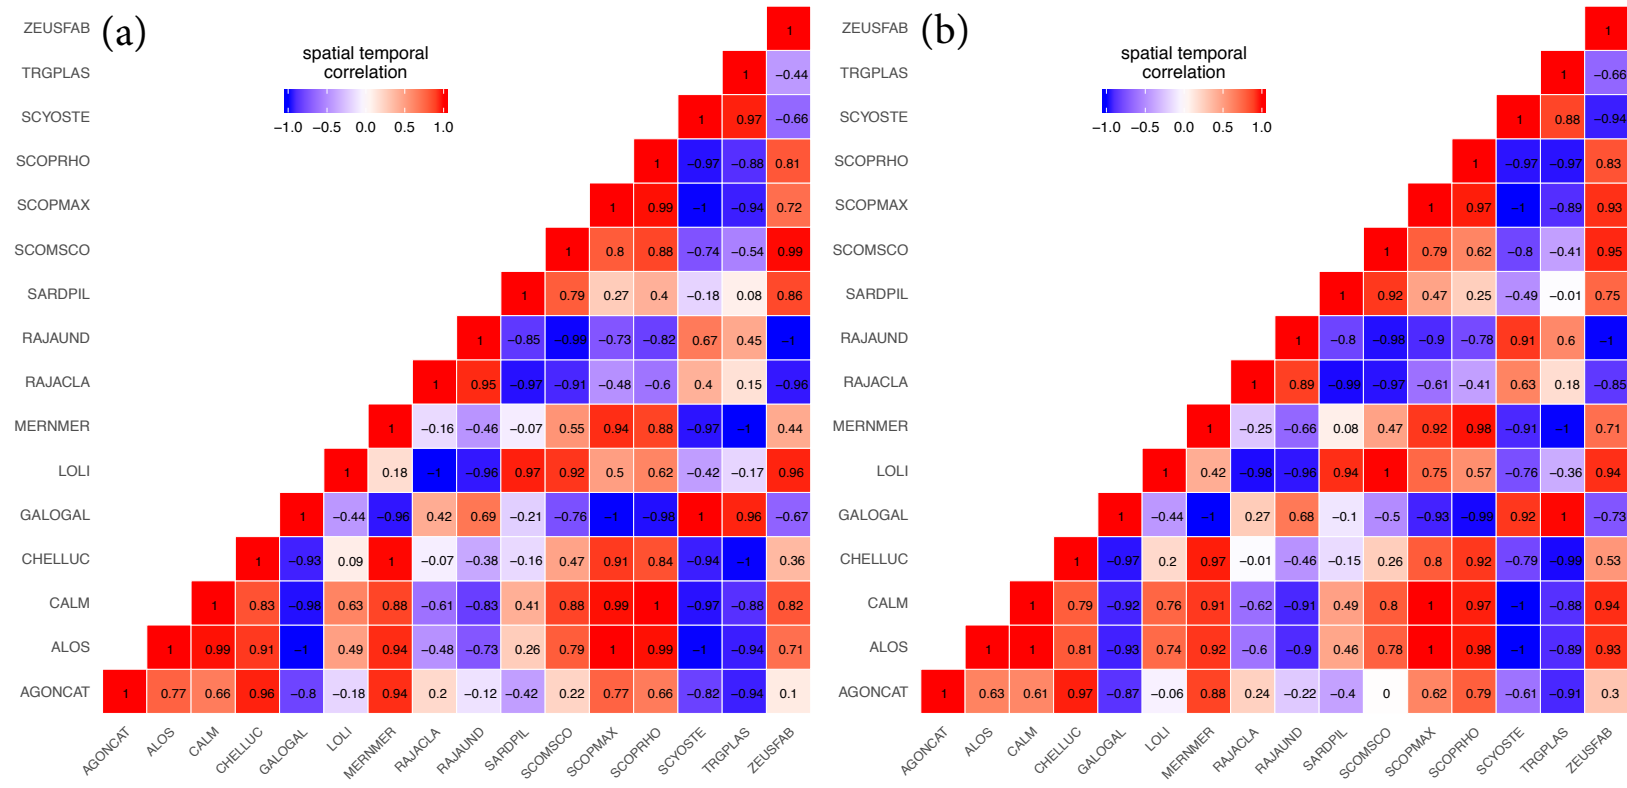 (a)
spatial temporal
correlation
−1.0 −0.5 0.0 0.5 1.0
ZEUSFAB 1
TRGPLAS 1 −0.44
SCYOSTE 1 0.97 −0.66
SCOPRHO 1 −0.97 −0.88 0.81
SCOPMAX 1 0.99 −1 −0.94 0.72
SCOMSCO 1 0.8 0.88 −0.74 −0.54 0.99
SARDPIL 1 0.79 0.27 0.4 −0.18 0.08 0.86
RAJAUND 1 −0.85 −0.99 −0.73 −0.82 0.67 0.45 −1
RAJACLA 1 0.95 −0.97 −0.91 −0.48 −0.6 0.4 0.15 −0.96
MERNMER 1 −0.16 −0.46 −0.07 0.55 0.94 0.88 −0.97 −1 0.44
LOLI 1 0.18 −1 −0.96 0.97 0.92 0.5 0.62 −0.42 −0.17 0.96
GALOGAL 1 −0.44 −0.96 0.42 0.69 −0.21 −0.76 −1 −0.98 1 0.96 −0.67
CHELLUC 1 −0.93 0.09 1 −0.07 −0.38 −0.16 0.47 0.91 0.84 −0.94 −1 0.36
CALM 1 0.83 −0.98 0.63 0.88 −0.61 −0.83 0.41 0.88 0.99 1 −0.97 −0.88 0.82
ALOS 1 0.99 0.91 −1 0.49 0.94 −0.48 −0.73 0.26 0.79 1 0.99 −1 −0.94 0.71
AGONCAT 1 0.77 0.66 0.96 −0.8 −0.18 0.94 0.2 −0.12 −0.42 0.22 0.77 0.66 −0.82 −0.94 0.1
AGONCAT ALOS CALM CHELLUC GALOGAL LOLI MERNMER RAJACLA RAJAUND SARDPIL SCOMSCO SCOPMAX SCOPRHO SCYOSTE TRGPLAS ZEUSFAB
(b)
spatial temporal
correlation
−1.0 −0.5 0.0 0.5 1.0
ZEUSFAB 1
TRGPLAS 1 −0.66
SCYOSTE 1 0.88 −0.94
SCOPRHO 1 −0.97 −0.97 0.83
SCOPMAX 1 0.97 −1 −0.89 0.93
SCOMSCO 1 0.79 0.62 −0.8 −0.41 0.95
SARDPIL 1 0.92 0.47 0.25 −0.49 −0.01 0.75
RAJAUND 1 −0.8 −0.98 −0.9 −0.78 0.91 0.6 −1
RAJACLA 1 0.89 −0.99 −0.97 −0.61 −0.41 0.63 0.18 −0.85
MERNMER 1 −0.25 −0.66 0.08 0.47 0.92 0.98 −0.91 −1 0.71
LOLI 1 0.42 −0.98 −0.96 0.94 1 0.75 0.57 −0.76 −0.36 0.94
GALOGAL 1 −0.44 −1 0.27 0.68 −0.1 −0.5 −0.93 −0.99 0.92 1 −0.73
CHELLUC 1 −0.97 0.2 0.97 −0.01 −0.46 −0.15 0.26 0.8 0.92 −0.79 −0.99 0.53
CALM 1 0.79 −0.92 0.76 0.91 −0.62 −0.91 0.49 0.8 1 0.97 −1 −0.88 0.94
ALOS 1 1 0.81 −0.93 0.74 0.92 −0.6 −0.9 0.46 0.78 1 0.98 −1 −0.89 0.93
AGONCAT 1 0.63 0.61 0.97 −0.87 −0.06 0.88 0.24 −0.22 −0.4 0 0.62 0.79 −0.61 −0.91 0.3
AGONCAT ALOS CALM CHELLUC GALOGAL LOLI MERNMER RAJACLA RAJAUND SARDPIL SCOMSCO SCOPMAX SCOPRHO SCYOSTE TRGPLAS ZEUSFAB